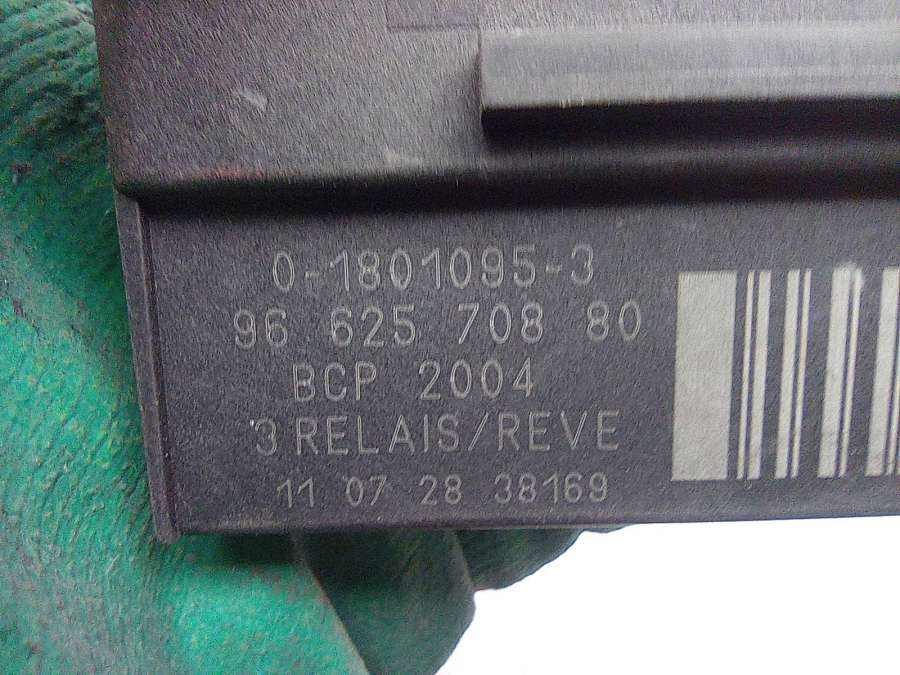 0-1801095-3
96 625 708 80
BCP 2004
3 RELAIS/REVE
11 07 28 38169